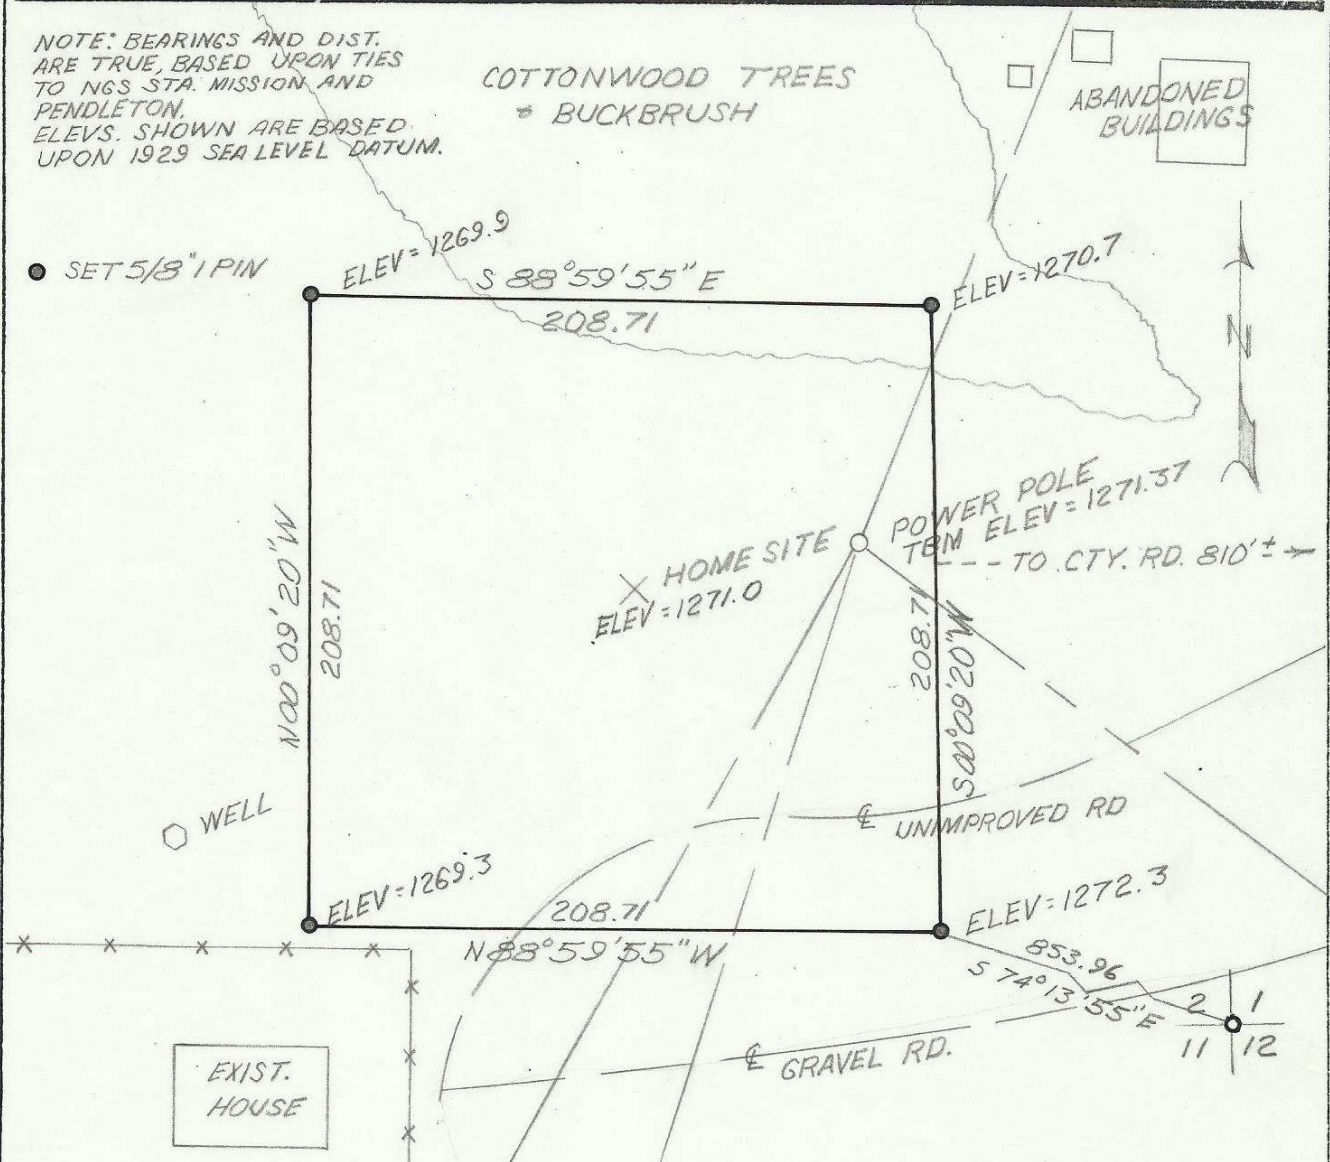 NOTE: BEARINGS AND DIST.
ARE TRUE, BASED UPON TIES
TO NGS STA. MISSION AND
PENDLETON.
ELEVS. SHOWN ARE BASED
UPON 1929 SEA LEVEL DATUM.
COTTONWOOD TREES
& BUCKBRUSH
ABANDONED
BUILDINGS
SET 5/8" I PIN
ELEV=1269.9
S 88°59'55" E
208.71
ELEV=1270.7
N
POWER POLE
TBM ELEV=1271.37
TO CTY. RD. 810'±
HOME SITE
ELEV=1271.0
N00°09'20"W
208.71
208.71
S00°09'20"W
WELL
℄ UNIMPROVED RD
ELEV=1269.3
208.71
N88°59'55"W
ELEV=1272.3
853.96
S 74°13'55"E
2 1
11 12
℄ GRAVEL RD.
EXIST.
HOUSE